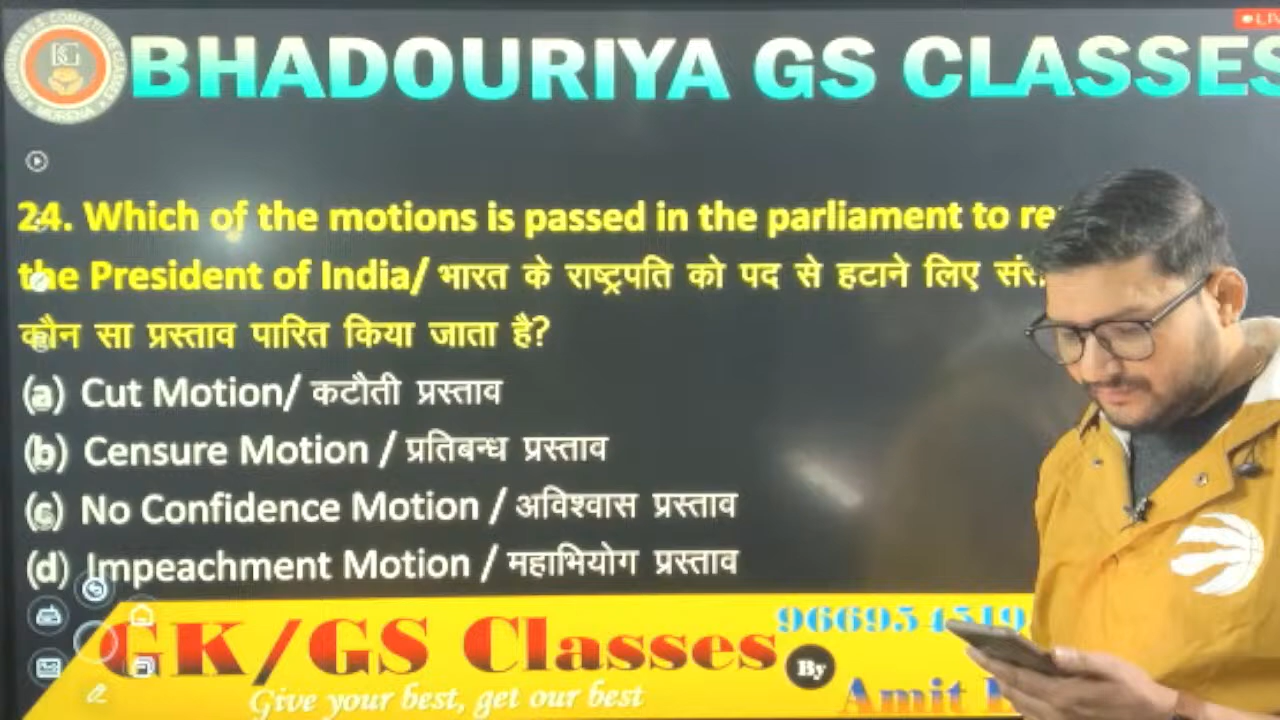 BHADOURIYA GS CLASSES
24. Which of the motions is passed in the parliament to
the President of India/ भारत के राष्ट्रपति को पद से हटाने लिए
कौन सा प्रस्ताव पारित किया जाता है?
(a) Cut Motion/ कटौती प्रस्ताव
(b) Censure Motion / प्रतिबन्ध प्रस्ताव
(c) No Confidence Motion / अविश्वास प्रस्ताव
(d) Impeachment Motion / महाभियोग प्रस्ताव
GK/GS Classes
Give your best, get our best
By
Amit